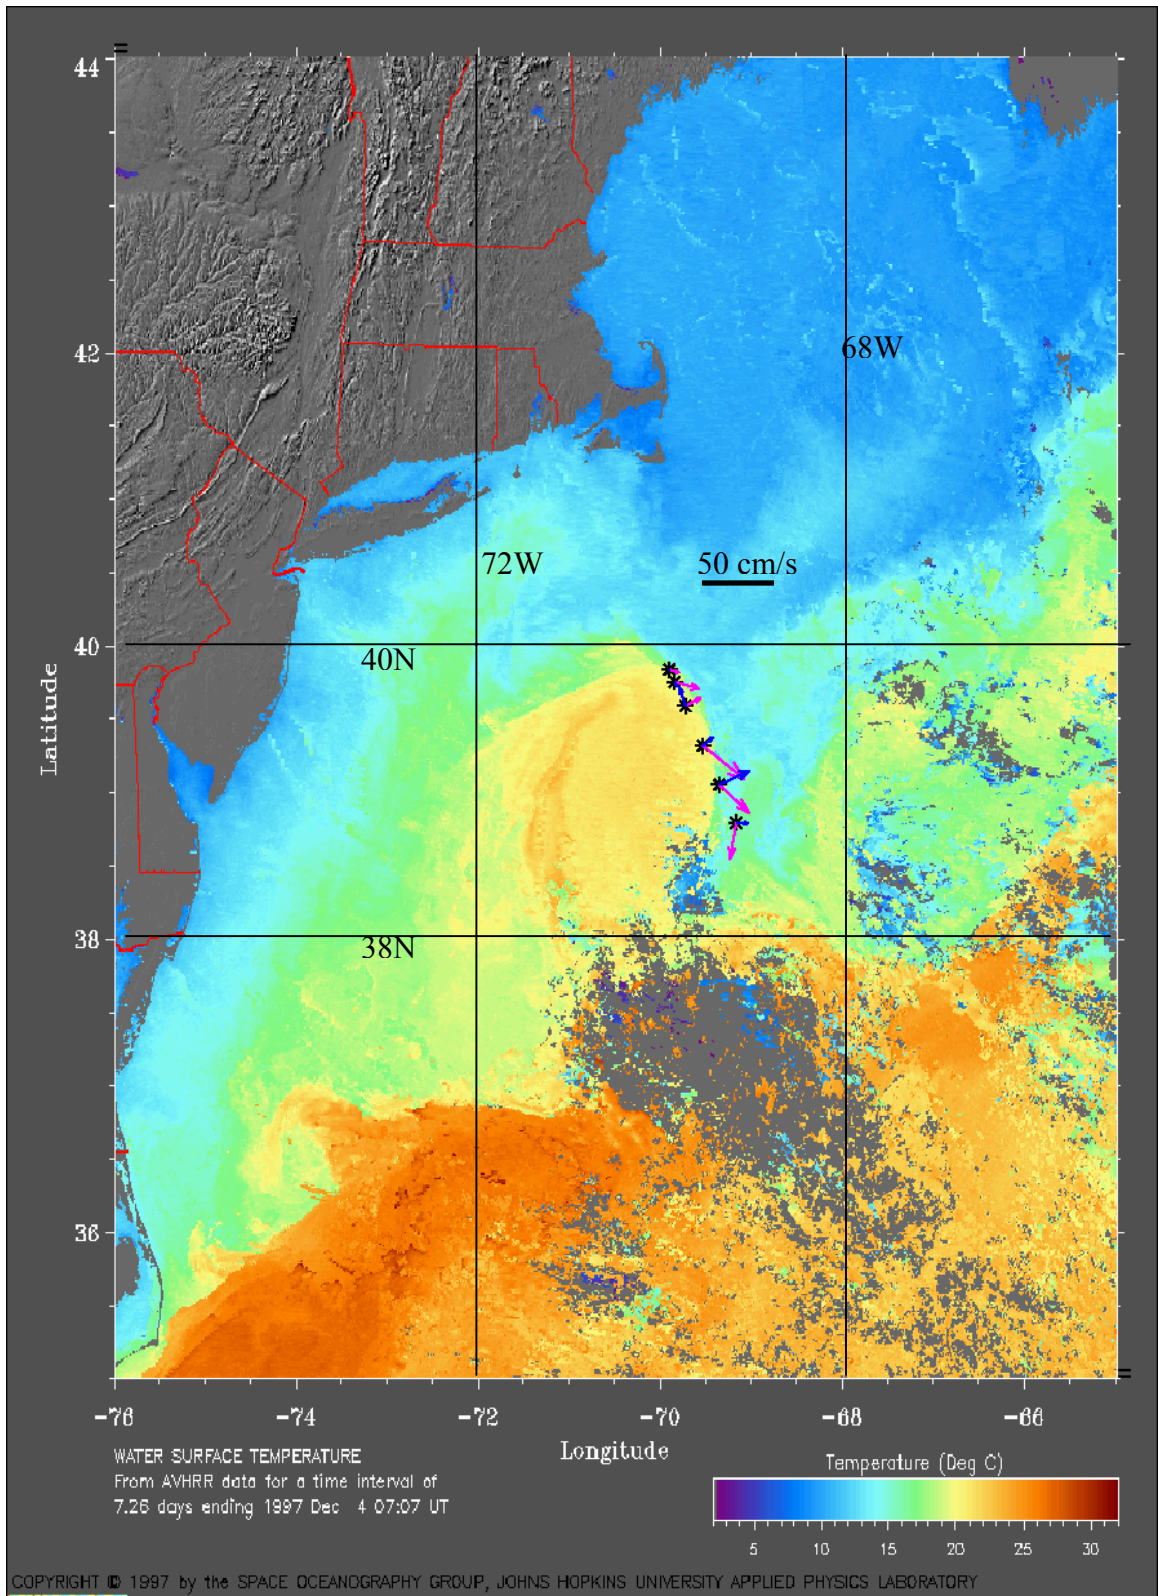 44
42
68W
72W
50 cm/s
40
40N
Latitude
38
38N
36
-76
-74
-72
-70
-68
-66
Longitude
WATER SURFACE TEMPERATURE
From AVHRR data for a time interval of
7.26 days ending 1997 Dec 4 07:07 UT
Temperature (Deg C)
5
10
15
20
25
30
COPYRIGHT © 1997 by the SPACE OCEANOGRAPHY GROUP, JOHNS HOPKINS UNIVERSITY APPLIED PHYSICS LABORATORY